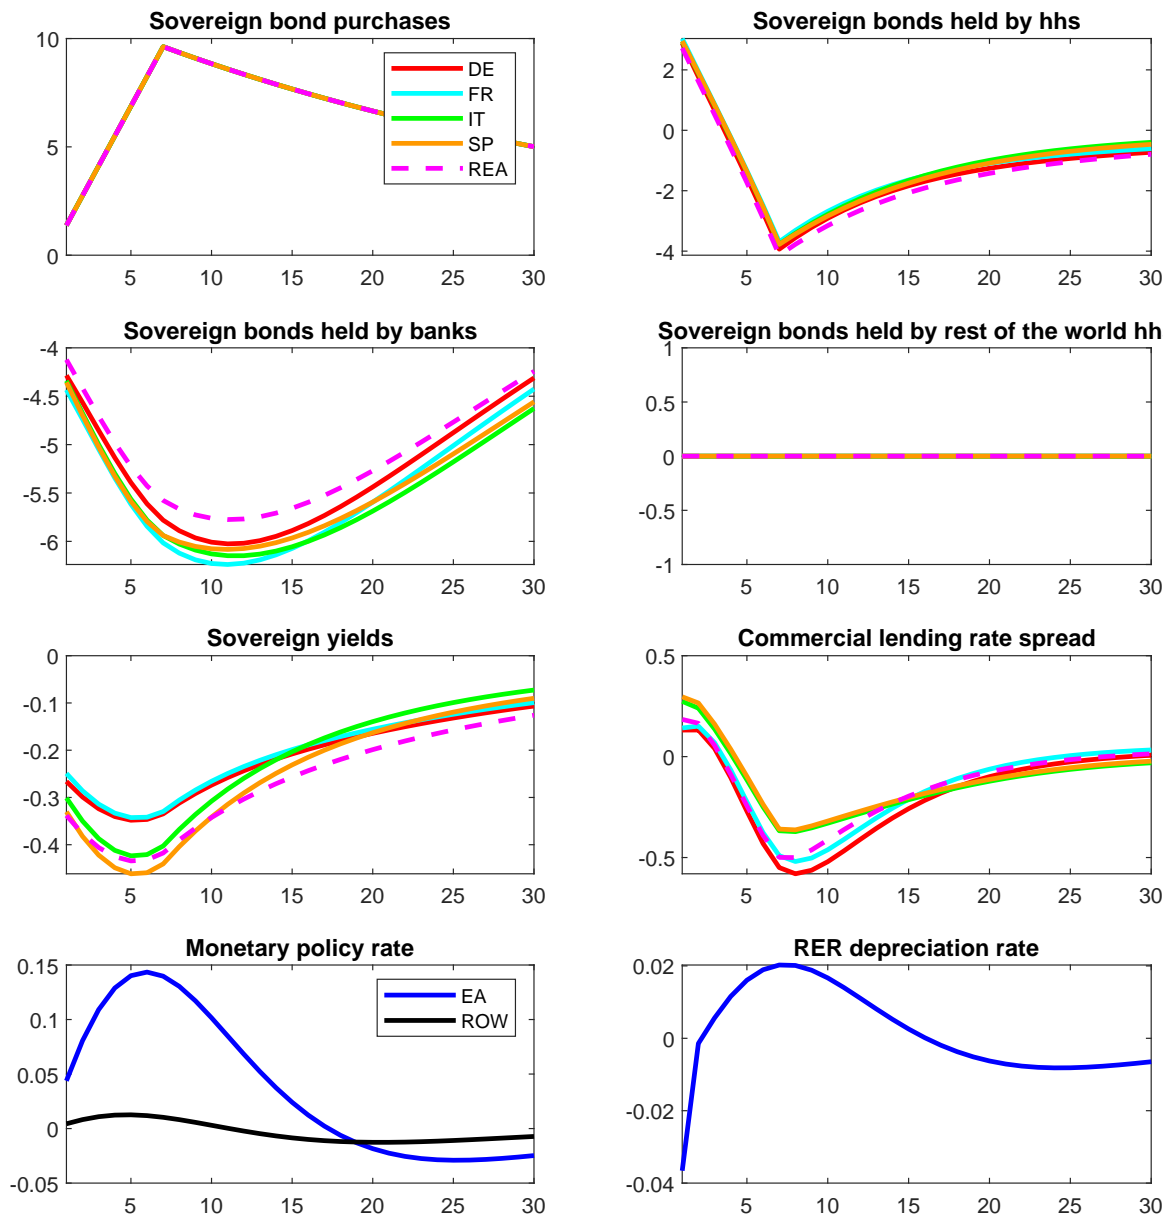 Sovereign bond purchases
10
5
0
DE
FR
IT
SP
REA
5 10 15 20 25 30
Sovereign bonds held by hhs
2
0
-2
-4
5 10 15 20 25 30
Sovereign bonds held by banks
-4
-4.5
-5
-5.5
-6
5 10 15 20 25 30
Sovereign bonds held by rest of the world hh
1
0.5
0
-0.5
-1
5 10 15 20 25 30
Sovereign yields
0
-0.1
-0.2
-0.3
-0.4
5 10 15 20 25 30
Commercial lending rate spread
0.5
0
-0.5
5 10 15 20 25 30
Monetary policy rate
0.15
0.1
0.05
0
-0.05
EA
ROW
5 10 15 20 25 30
RER depreciation rate
0.02
0
-0.02
-0.04
5 10 15 20 25 30